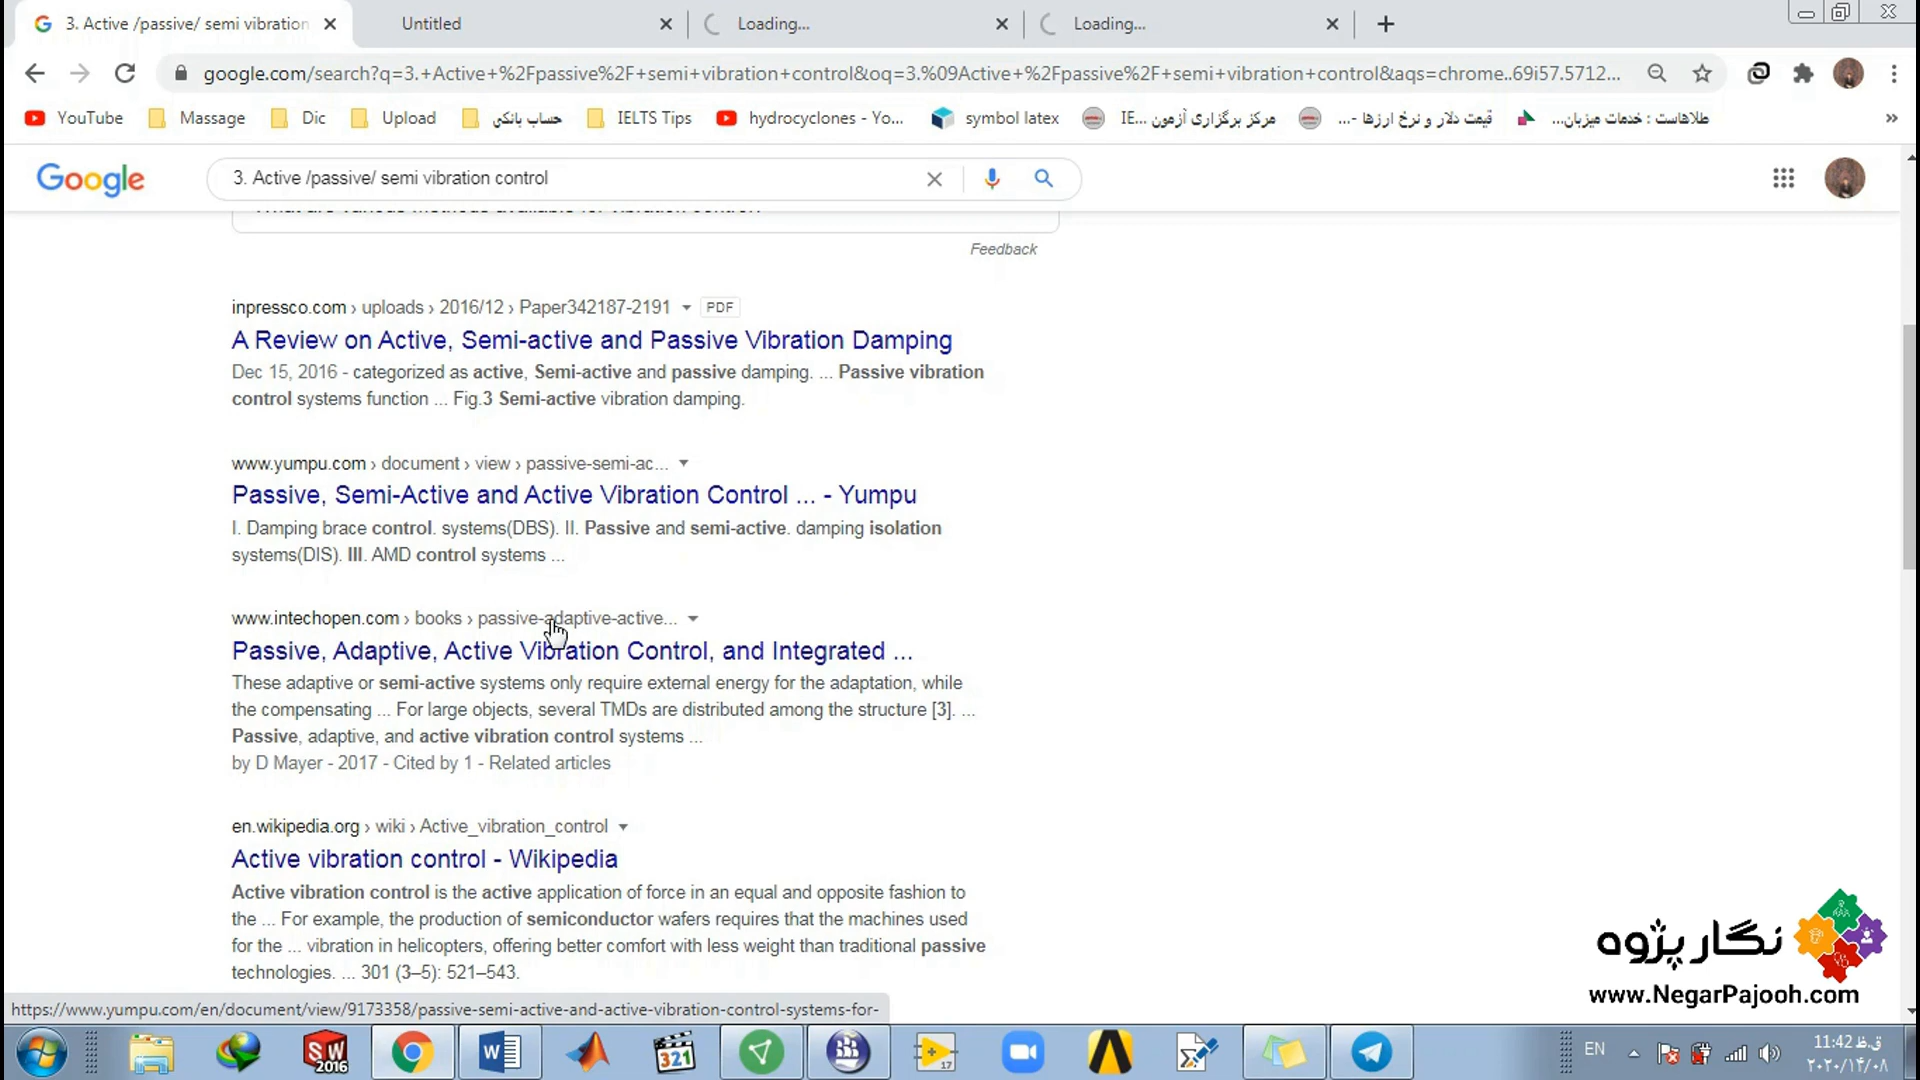 3. Active /passive/ semi vibration
Untitled
Loading...
Loading...
google.com/search?q=3.+Active+%2Fpassive%2F+semi+vibration+control&oq=3.%09Active+%2Fpassive%2F+semi+vibration+control&aqs=chrome..69i57.5712...
YouTube
Massage
Dic
Upload
حساب بانکی
IELTS Tips
hydrocyclones - Yo...
symbol latex
مرکز برگزاری آزمون IE...
قیمت دلار و نرخ ارزها -...
طلاهاست : خدمات میزبان...
»
Google
3. Active /passive/ semi vibration control
Feedback
inpressco.com › uploads › 2016/12 › Paper342187-2191 PDF
A Review on Active, Semi-active and Passive Vibration Damping
Dec 15, 2016 - categorized as active, Semi-active and passive damping. ... Passive vibration
control systems function ... Fig.3 Semi-active vibration damping.
www.yumpu.com › document › view › passive-semi-ac...
Passive, Semi-Active and Active Vibration Control ... - Yumpu
I. Damping brace control. systems(DBS). II. Passive and semi-active. damping isolation
systems(DIS). III. AMD control systems ...
www.intechopen.com › books › passive-adaptive-active...
Passive, Adaptive, Active Vibration Control, and Integrated ...
These adaptive or semi-active systems only require external energy for the adaptation, while
the compensating ... For large objects, several TMDs are distributed among the structure [3]. ...
Passive, adaptive, and active vibration control systems ...
by D Mayer - 2017 - Cited by 1 - Related articles
en.wikipedia.org › wiki › Active_vibration_control
Active vibration control - Wikipedia
Active vibration control is the active application of force in an equal and opposite fashion to
the ... For example, the production of semiconductor wafers requires that the machines used
for the ... vibration in helicopters, offering better comfort with less weight than traditional passive
technologies. ... 301 (3–5): 521–543.
نگار پژوه
www.NegarPajooh.com
https://www.yumpu.com/en/document/view/9173358/passive-semi-active-and-active-vibration-control-systems-for-
SW
2016
W
321
17
EN
11:42 ق.ظ
۲۰۲۰/۱۴/۰۸